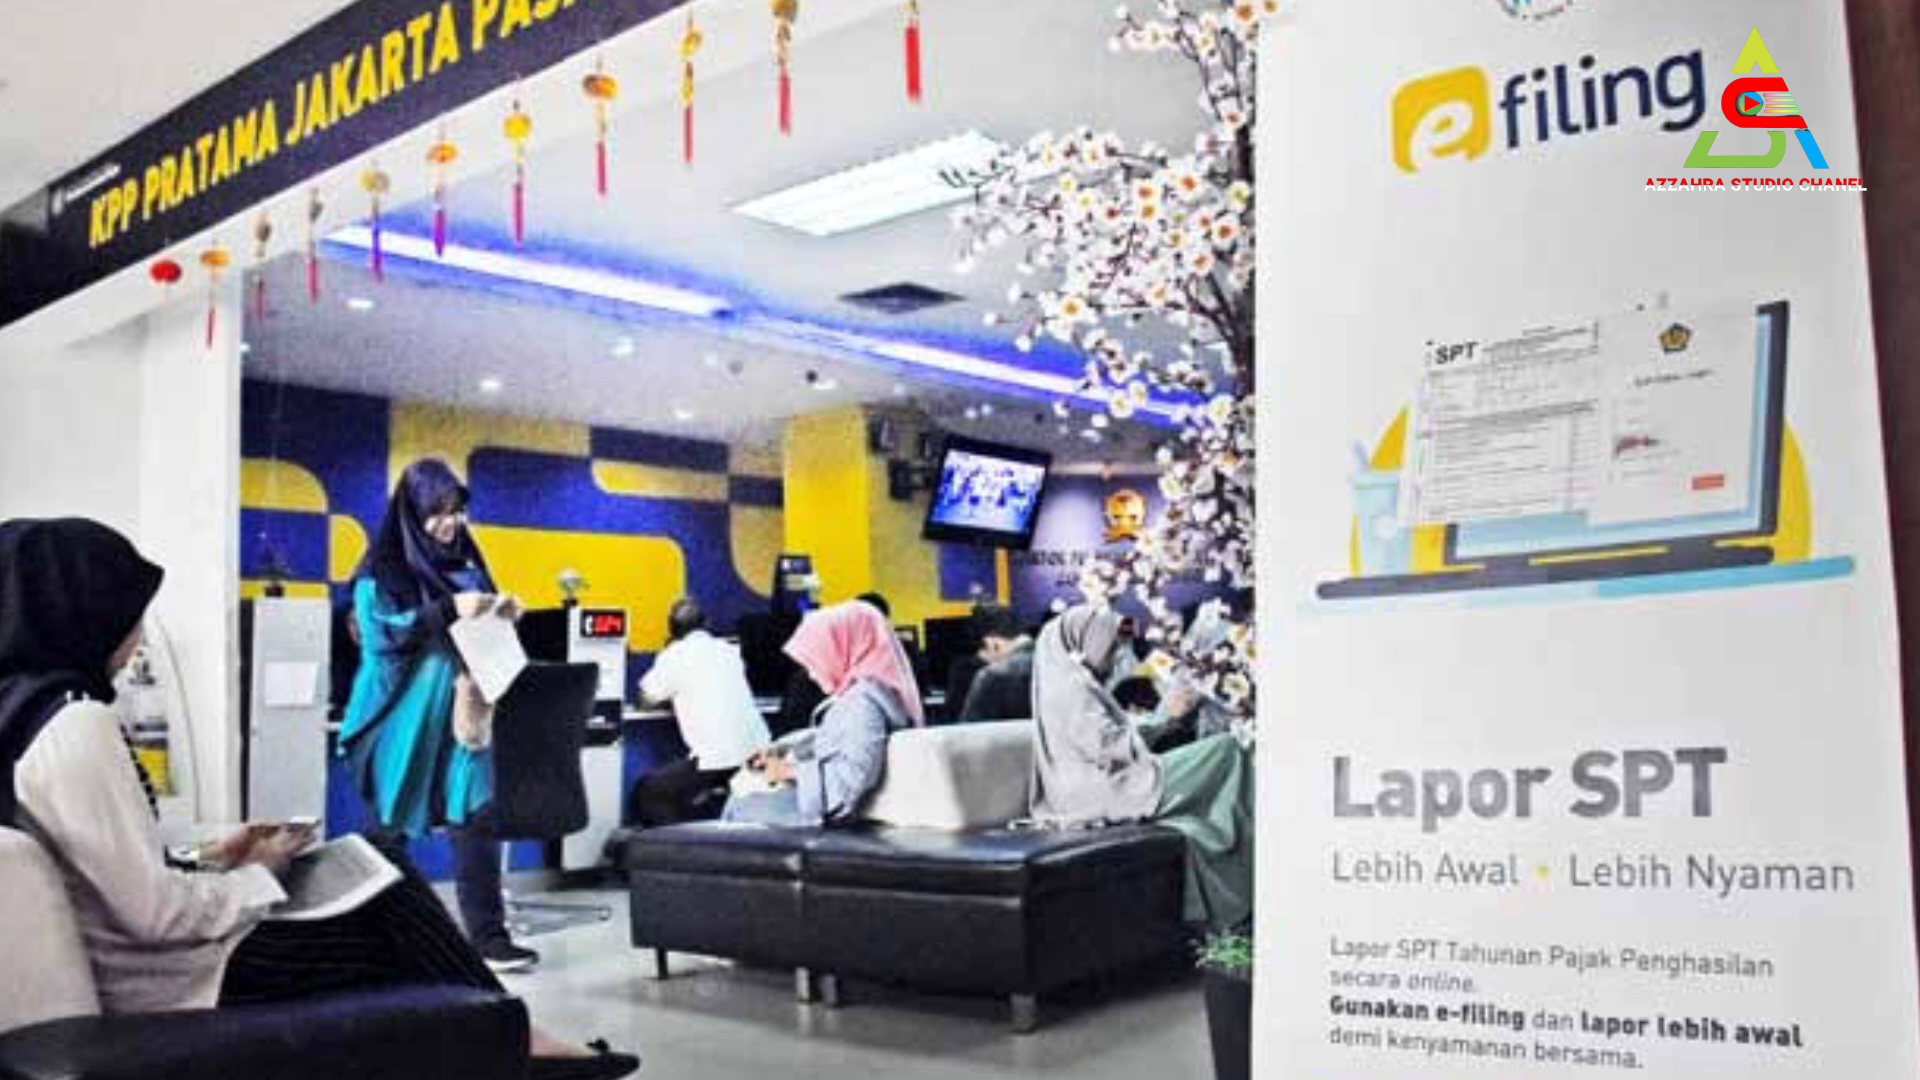 KPP PRATAMA JAKARTA
efiling
AZZAHRA STUDIO CHANEL
SPT
Lapor SPT
Lebih Awal • Lebih Nyaman
Lapor SPT Tahunan Pajak Penghasilan
secara online.
Gunakan e-filing dan lapor lebih awal
demi kenyamanan bersama.